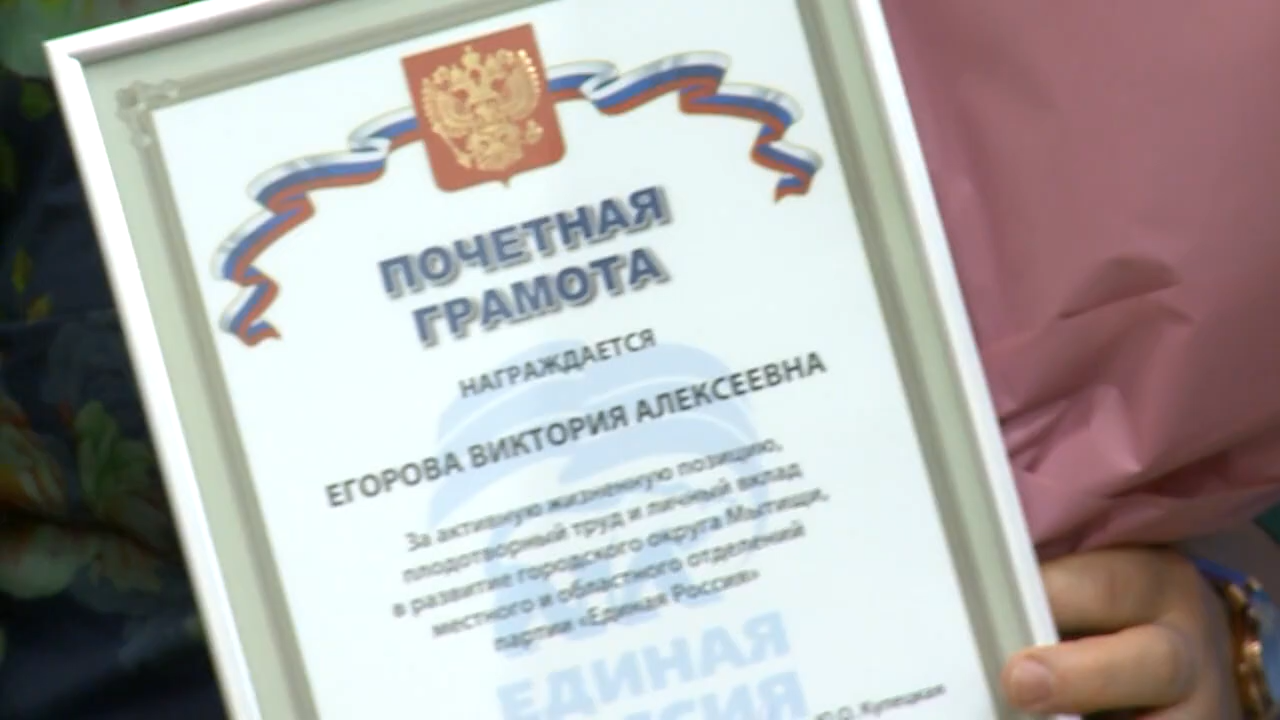 ПОЧЕТНАЯ
ГРАМОТА
НАГРАЖДАЕТСЯ
ЕГОРОВА ВИКТОРИЯ АЛЕКСЕЕВНА
За активную жизненную позицию,
плодотворный труд и личный вклад
в развитие городского округа Мытищи,
местного и областного отделений
партии «Единая Россия»
ЕДИНАЯ
Ю.О. Купецкая